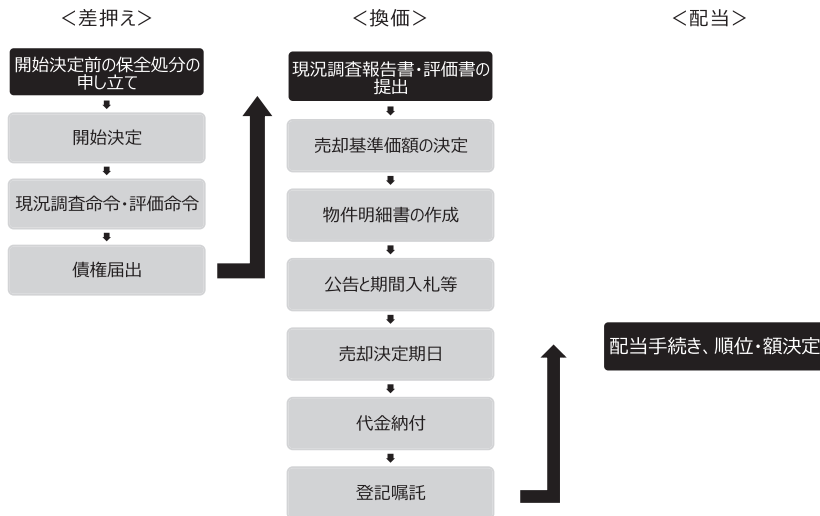 ＜差押え＞
開始決定前の保全処分の
申し立て
開始決定
現況調査命令・評価命令
債権届出
＜換価＞
現況調査報告書・評価書の
提出
売却基準価額の決定
物件明細書の作成
公告と期間入札等
売却決定期日
代金納付
登記嘱託
＜配当＞
配当手続き、順位・額決定